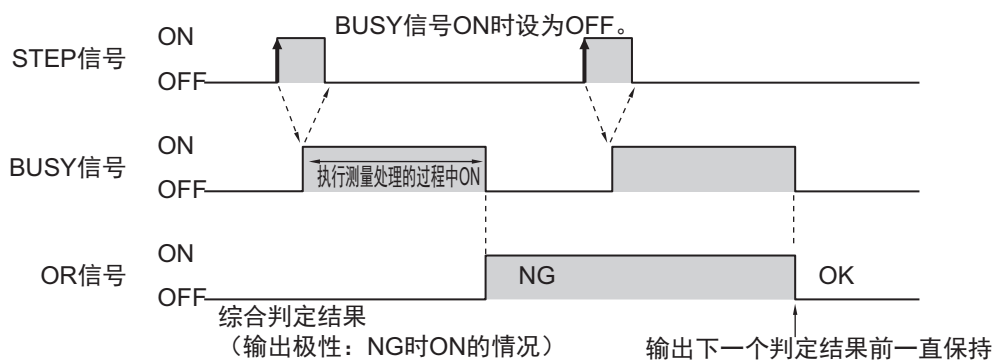 BUSY信号ON时设为OFF。
STEP信号
ON
OFF
BUSY信号
ON
OFF
执行测量处理的过程中ON
OR信号
ON
OFF
NG
OK
综合判定结果
（输出极性：NG时ON的情况）
输出下一个判定结果前一直保持